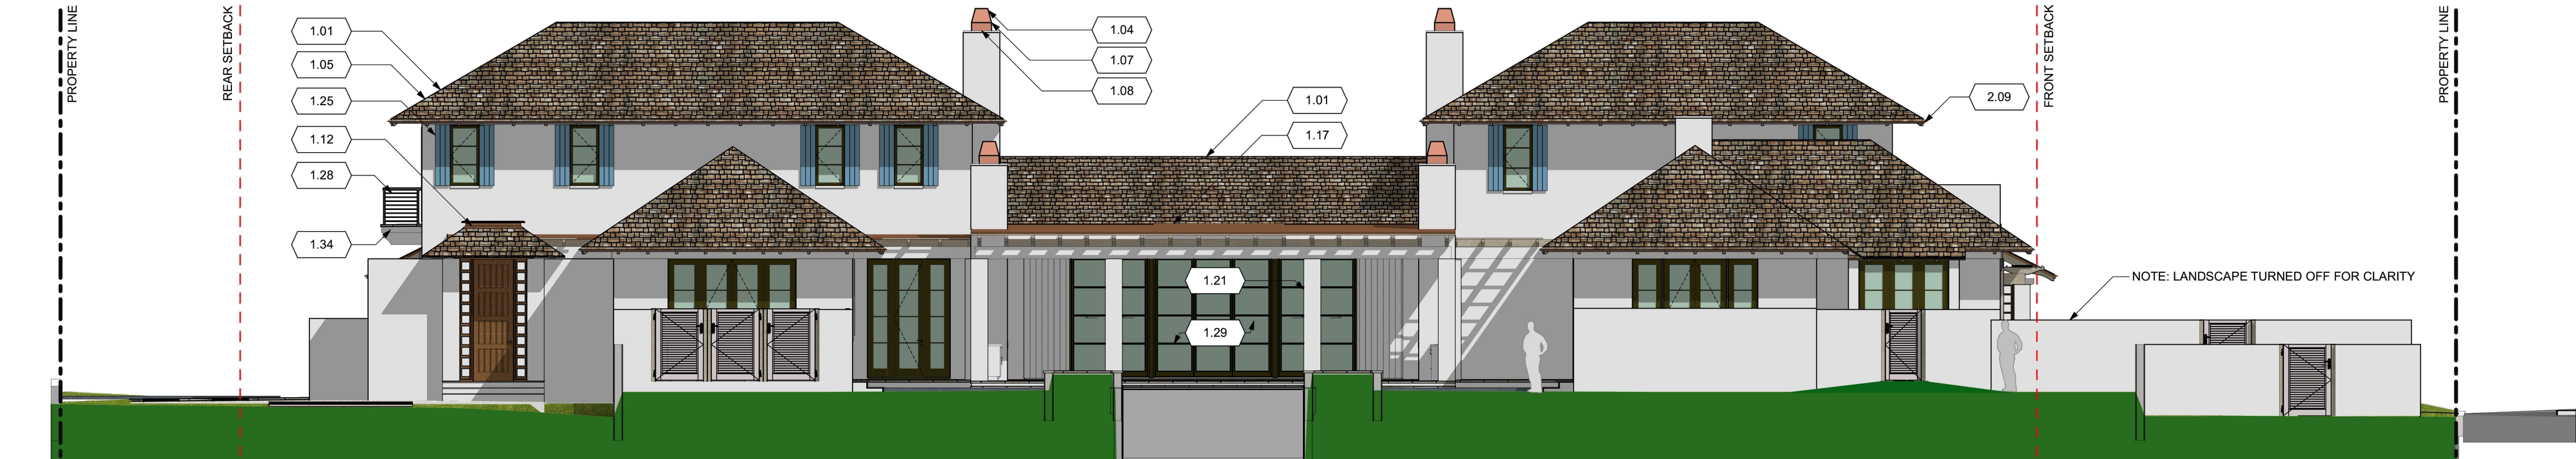 PROPERTY LINE
REAR SETBACK
1.01
1.05
1.25
1.12
1.28
1.34
1.04
1.07
1.08
1.01
1.17
1.21
1.29
2.09
FRONT SETBACK
NOTE: LANDSCAPE TURNED OFF FOR CLARITY
PROPERTY LINE